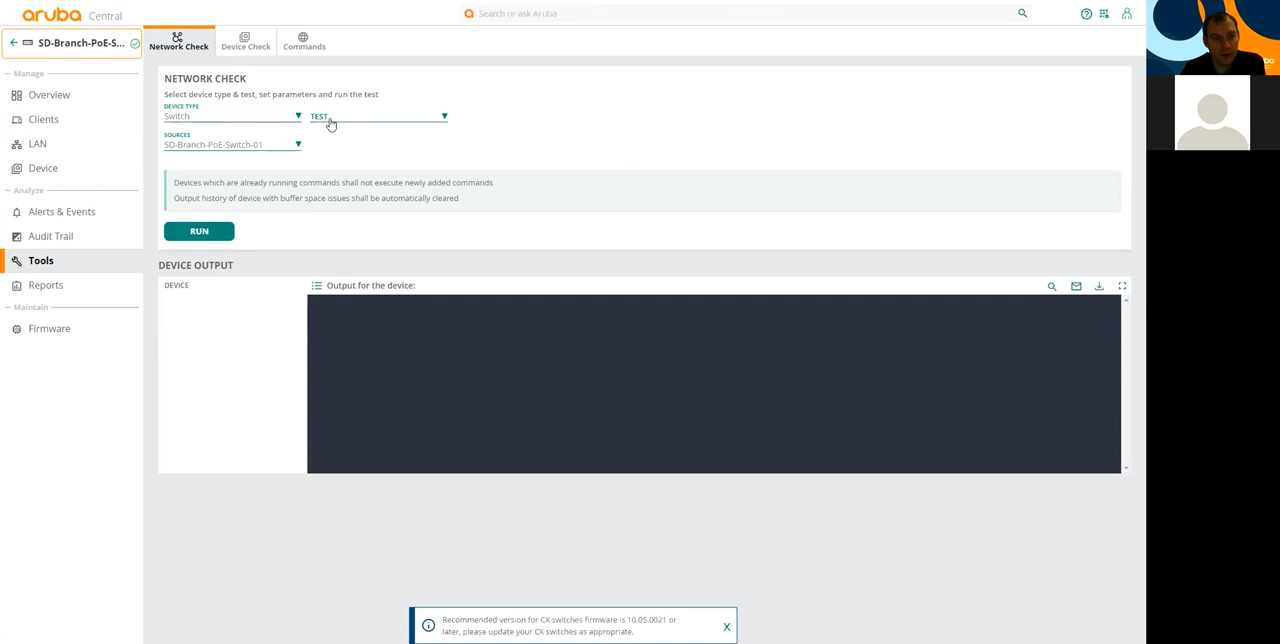 aruba Central
Search or ask Aruba
SD-Branch-PoE-S...
Network Check
Device Check
Commands
Manage
Overview
Clients
LAN
Device
Analyze
Alerts & Events
Audit Trail
Tools
Reports
Maintain
Firmware
NETWORK CHECK
Select device type & test, set parameters and run the test
DEVICE TYPE
Switch
TEST
SOURCES
SD-Branch-PoE-Switch-01
Devices which are already running commands shall not execute newly added commands
Output history of device with buffer space issues shall be automatically cleared
RUN
DEVICE OUTPUT
DEVICE
Output for the device:
Recommended version for CX switches firmware is 10.05.0021 or
later, please update your CX switches as appropriate.
X